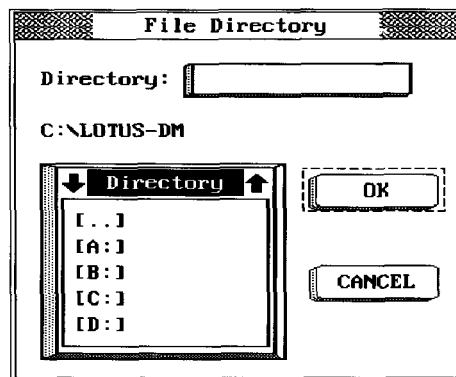 File Directory
Directory:
C:\LOTUS-DM
Directory
[..]
[A:]
[B:]
[C:]
[D:]
OK
CANCEL